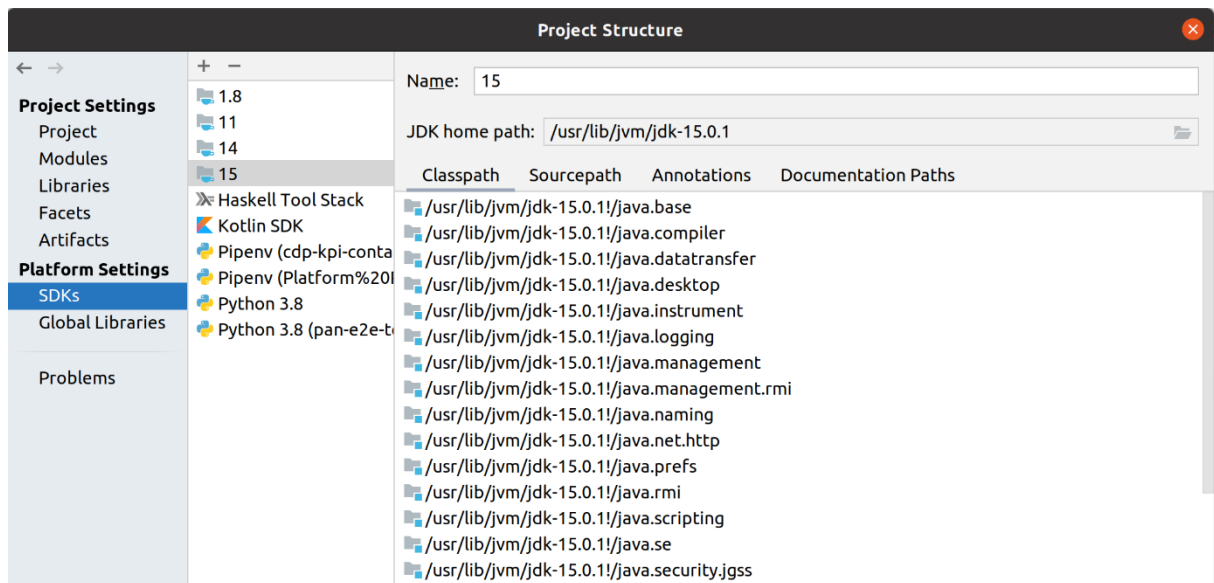 Project Structure
Project Settings
Project
Modules
Libraries
Facets
Artifacts
Platform Settings
SDKs
Global Libraries
Problems
1.8
11
14
15
Haskell Tool Stack
Kotlin SDK
Pipenv (cdp-kpi-conta
Pipenv (Platform%20
Python 3.8
Python 3.8 (pan-e2e-t
Name: 15
JDK home path: /usr/lib/jvm/jdk-15.0.1
Classpath Sourcepath Annotations Documentation Paths
/usr/lib/jvm/jdk-15.0.1!/java.base
/usr/lib/jvm/jdk-15.0.1!/java.compiler
/usr/lib/jvm/jdk-15.0.1!/java.datatransfer
/usr/lib/jvm/jdk-15.0.1!/java.desktop
/usr/lib/jvm/jdk-15.0.1!/java.instrument
/usr/lib/jvm/jdk-15.0.1!/java.logging
/usr/lib/jvm/jdk-15.0.1!/java.management
/usr/lib/jvm/jdk-15.0.1!/java.management.rmi
/usr/lib/jvm/jdk-15.0.1!/java.naming
/usr/lib/jvm/jdk-15.0.1!/java.net.http
/usr/lib/jvm/jdk-15.0.1!/java.prefs
/usr/lib/jvm/jdk-15.0.1!/java.rmi
/usr/lib/jvm/jdk-15.0.1!/java.scripting
/usr/lib/jvm/jdk-15.0.1!/java.se
/usr/lib/jvm/jdk-15.0.1!/java.security.jgss